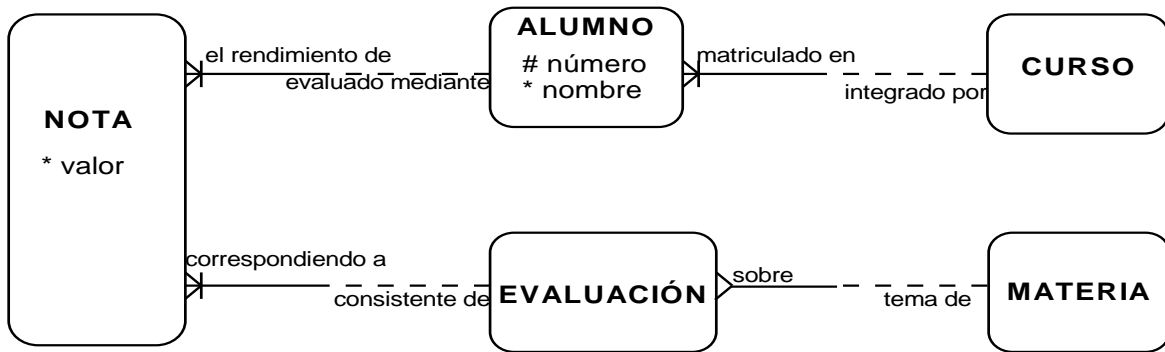 NOTA
* valor
el rendimiento de
evaluado mediante
ALUMNO
# número
* nombre
matriculado en
integrado por
CURSO
correspondiendo a
consistente de
EVALUACIÓN
sobre
tema de
MATERIA